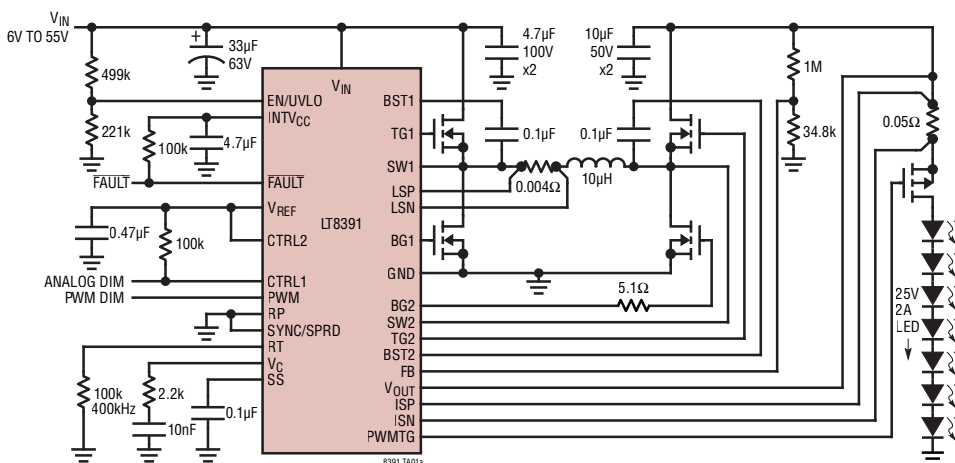 VIN
6V TO 55V
33µF
63V
4.7µF
100V
x2
10µF
50V
x2
499k
221k
1M
34.8k
0.05Ω
VIN
EN/UVLO
INTVCC
100k
4.7µF
FAULT
FAULT
VREF
0.47µF
100k
CTRL2
ANALOG DIM
CTRL1
PWM DIM
PWM
RP
SYNC/SPRD
RT
VC
SS
100k
400kHz
2.2k
10nF
0.1µF
LT8391
BST1
TG1
SW1
LSP
LSN
BG1
GND
BG2
SW2
TG2
BST2
FB
VOUT
ISP
ISN
PWMTG
0.1µF
0.1µF
0.004Ω
10µH
5.1Ω
25V
2A
LED
8391 TA01a